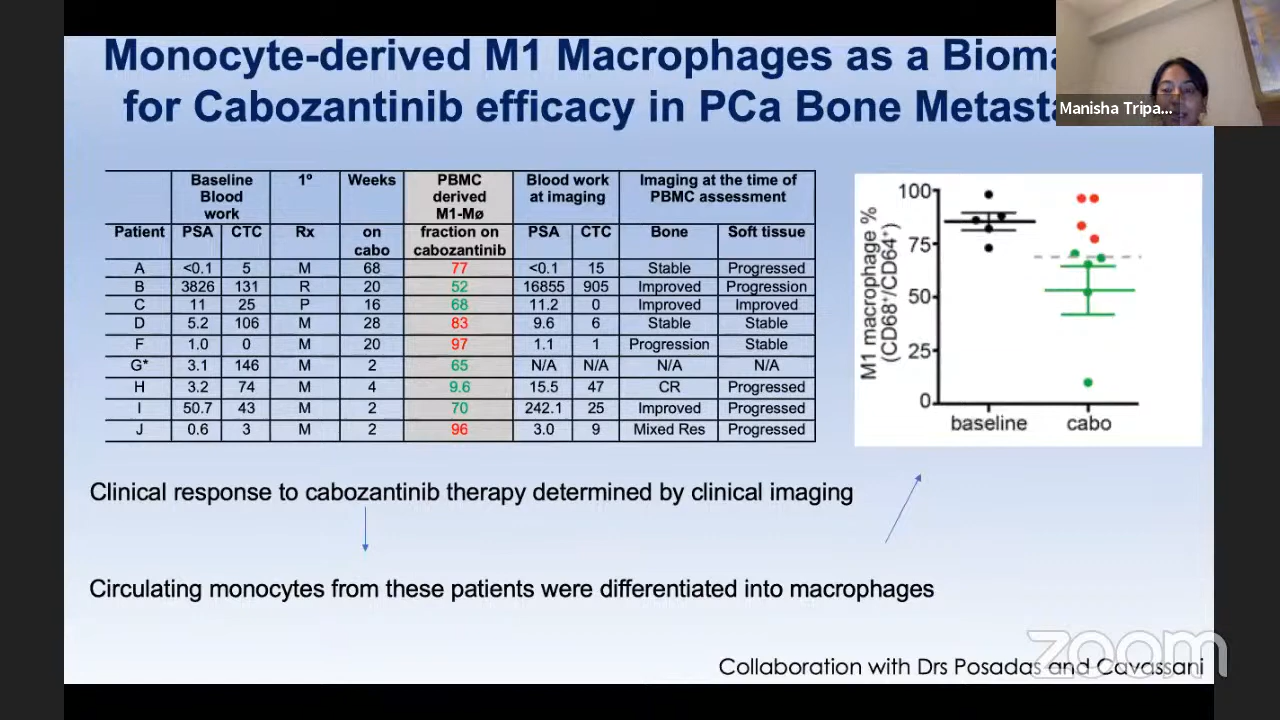 Monocyte-derived M1 Macrophages as a Bioma
for Cabozantinib efficacy in PCa Bone Metasta
Manisha Tripa...
Baseline Blood work 1º Weeks PBMC derived M1-Mø Blood work at imaging Imaging at the time of PBMC assessment
Patient PSA CTC Rx on cabo fraction on cabozantinib PSA CTC Bone Soft tissue
A <0.1 5 M 68 77 <0.1 15 Stable Progressed
B 3826 131 R 20 52 16855 905 Improved Progression
C 11 25 P 16 68 11.2 0 Improved Improved
D 5.2 106 M 28 83 9.6 6 Stable Stable
F 1.0 0 M 20 97 1.1 1 Progression Stable
G* 3.1 146 M 2 65 N/A N/A N/A N/A
H 3.2 74 M 4 9.6 15.5 47 CR Progressed
I 50.7 43 M 2 70 242.1 25 Improved Progressed
J 0.6 3 M 2 96 3.0 9 Mixed Res Progressed
M1 macrophage %
(CD68⁺/CD64⁺)
100
75
50
25
0
baseline cabo
Clinical response to cabozantinib therapy determined by clinical imaging
Circulating monocytes from these patients were differentiated into macrophages
Collaboration with Drs Posadas and Cavassani
zoom